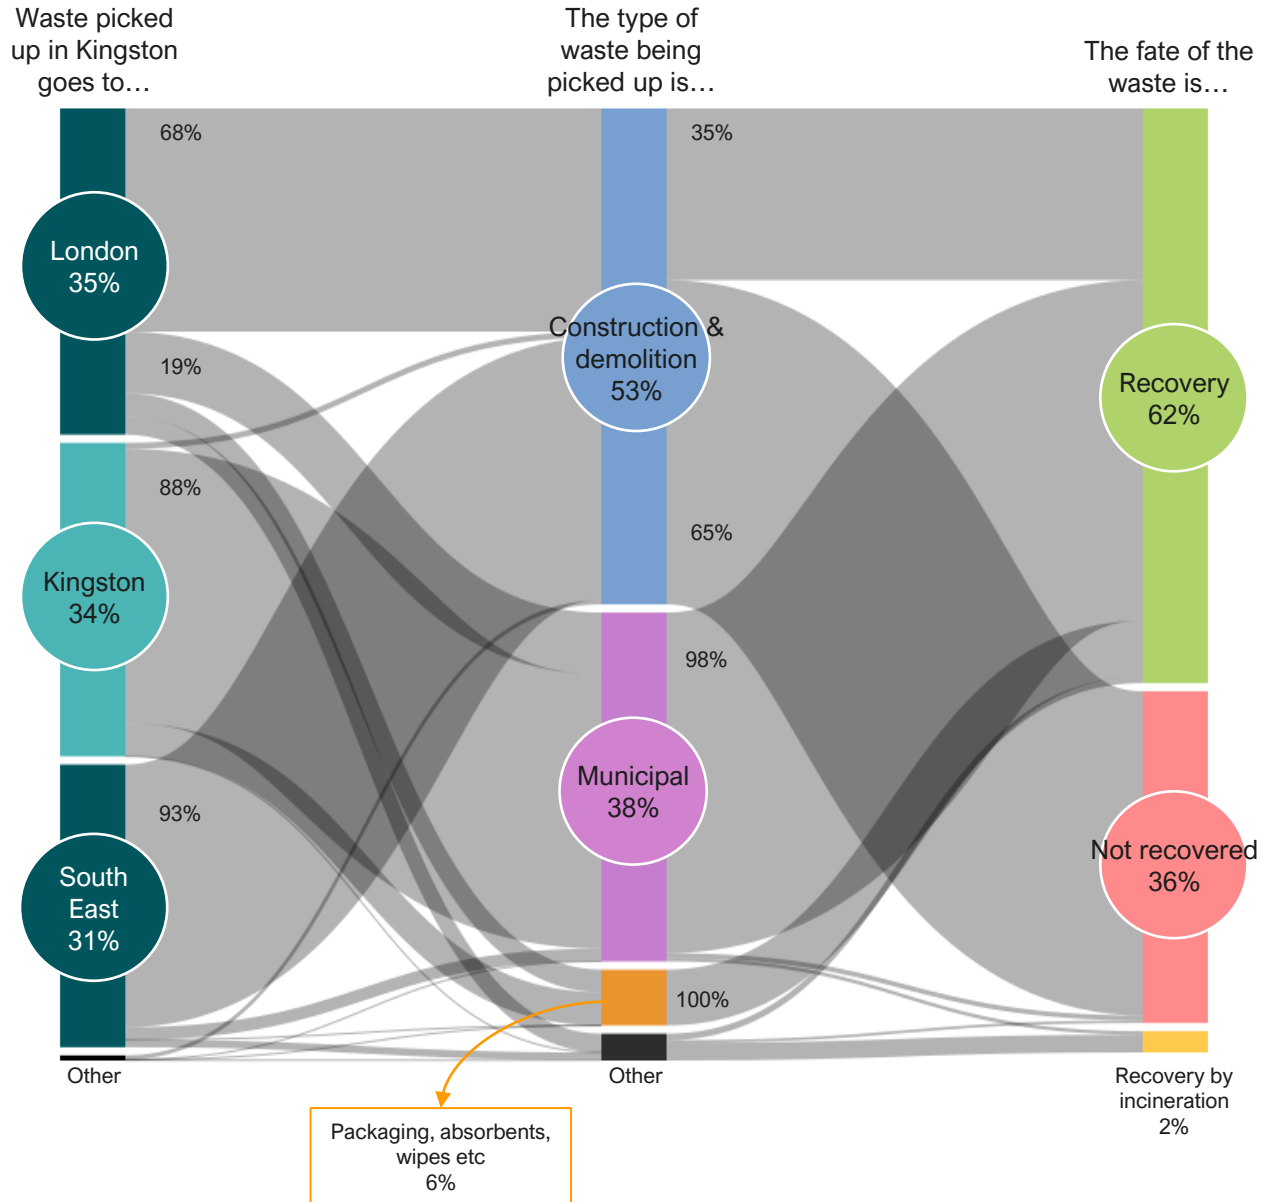 Waste picked
up in Kingston
goes to…
The type of
waste being
picked up is…
The fate of the
waste is…
68%
35%
London
35%
19%
Construction &
demolition
53%
Recovery
62%
88%
65%
Kingston
34%
98%
Municipal
38%
93%
South
East
31%
Not recovered
36%
100%
Other
Other
Recovery by
incineration
2%
Packaging, absorbents,
wipes etc
6%